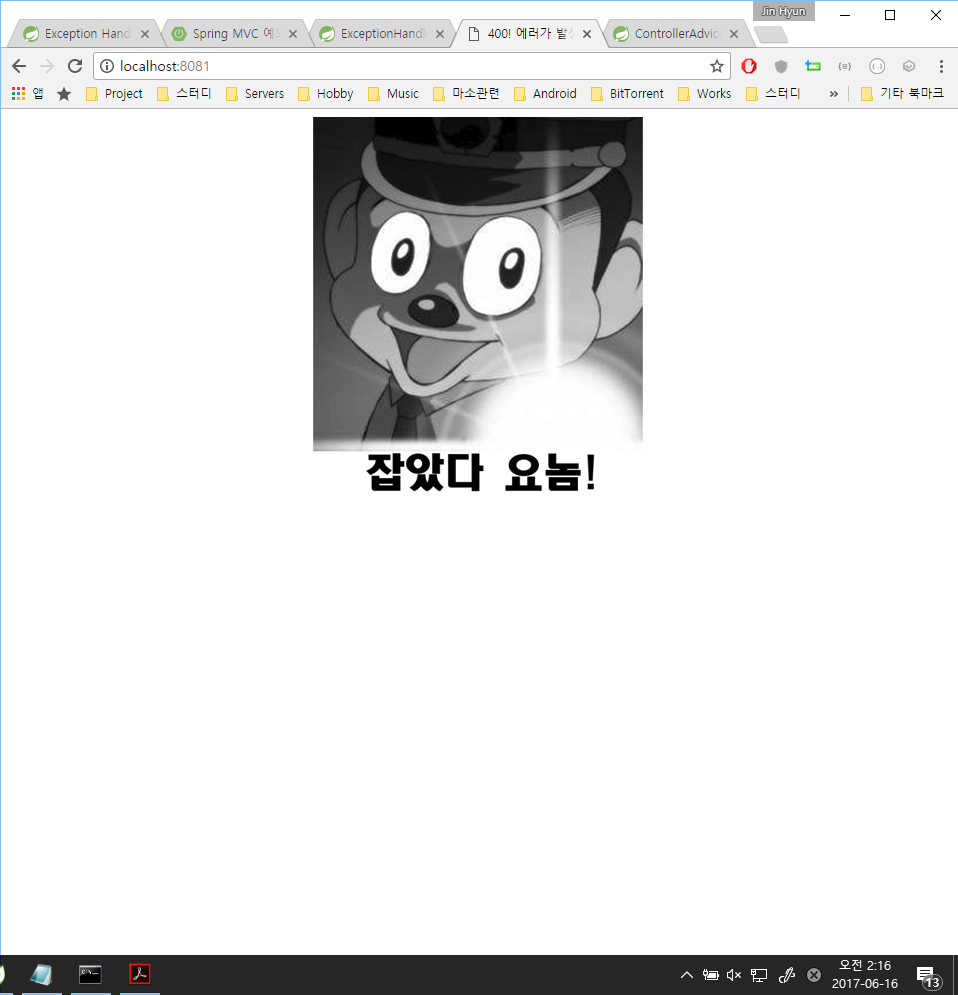 Jin Hyun
Exception Hand
Spring MVC 예외
ExceptionHandl
400! 에러가 발생
ControllerAdvic
localhost:8081
앱
Project
스터디
Servers
Hobby
Music
마소관련
Android
BitTorrent
Works
스터디
»
기타 북마크
잡았다 요놈!
오전 2:16
2017-06-16
13